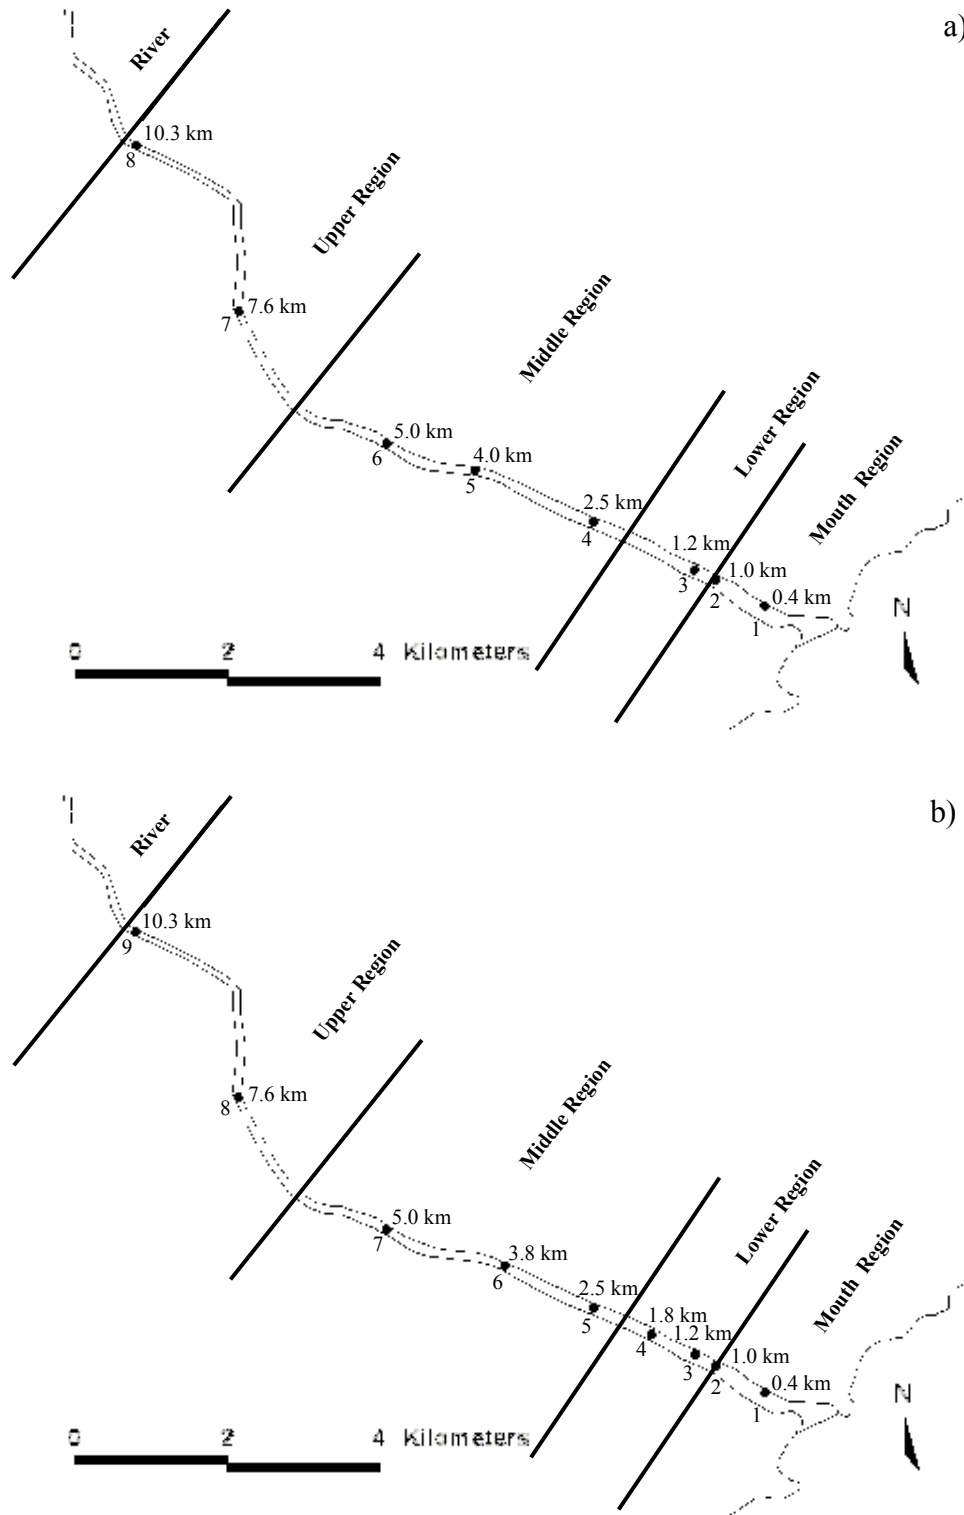 a)
River
10.3 km
8
Upper Region
7.6 km
7
Middle Region
5.0 km
6
4.0 km
5
Lower Region
2.5 km
4
Mouth Region
1.2 km
3
1.0 km
2
0.4 km
1
N
0 2 4 Kilometers
b)
River
10.3 km
9
Upper Region
7.6 km
8
Middle Region
5.0 km
7
3.8 km
6
Lower Region
2.5 km
5
1.8 km
4
Mouth Region
1.2 km
3
1.0 km
2
0.4 km
1
N
0 2 4 Kilometers